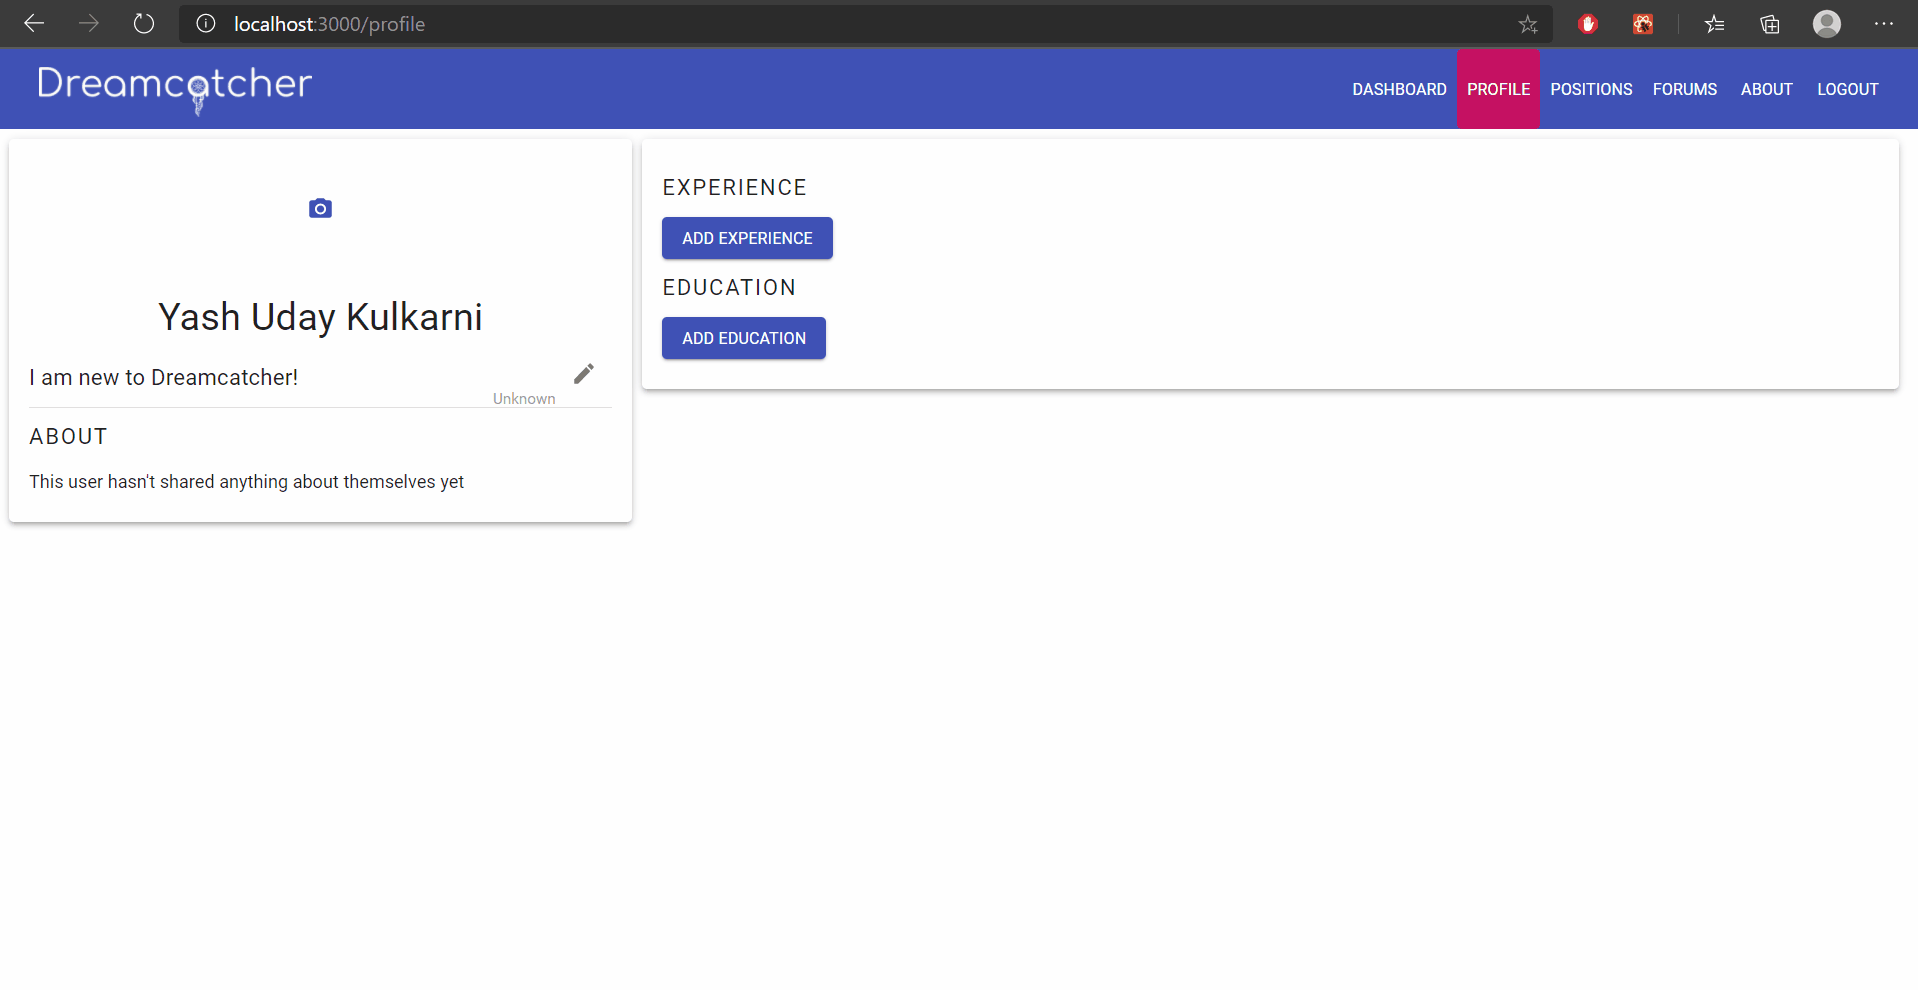 localhost:3000/profile
Dreamcatcher
DASHBOARD PROFILE POSITIONS FORUMS ABOUT LOGOUT
Yash Uday Kulkarni
I am new to Dreamcatcher!
Unknown
ABOUT
This user hasn't shared anything about themselves yet
EXPERIENCE
ADD EXPERIENCE
EDUCATION
ADD EDUCATION